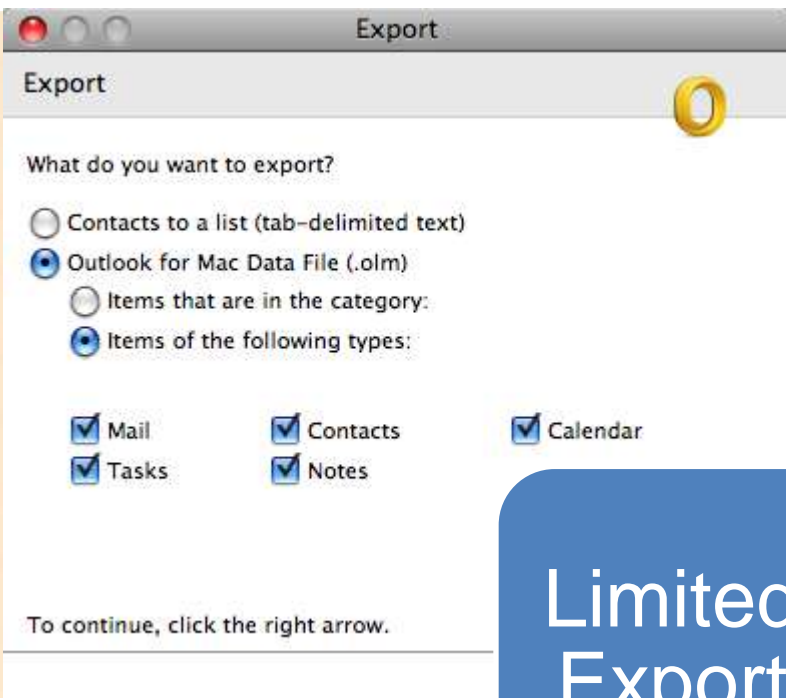 Export
Export
What do you want to export?
Contacts to a list (tab-delimited text)
Outlook for Mac Data File (.olm)
Items that are in the category:
Items of the following types:
Mail Contacts Calendar
Tasks Notes
To continue, click the right arrow.
Limited
Export